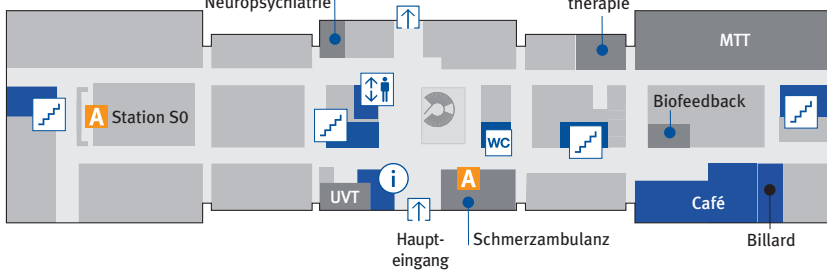 Neuropsychiatrie
therapie
MTT
A Station S0
Biofeedback
WC
i
A
UVT
Café
Haupt-
eingang
Schmerzambulanz
Billard